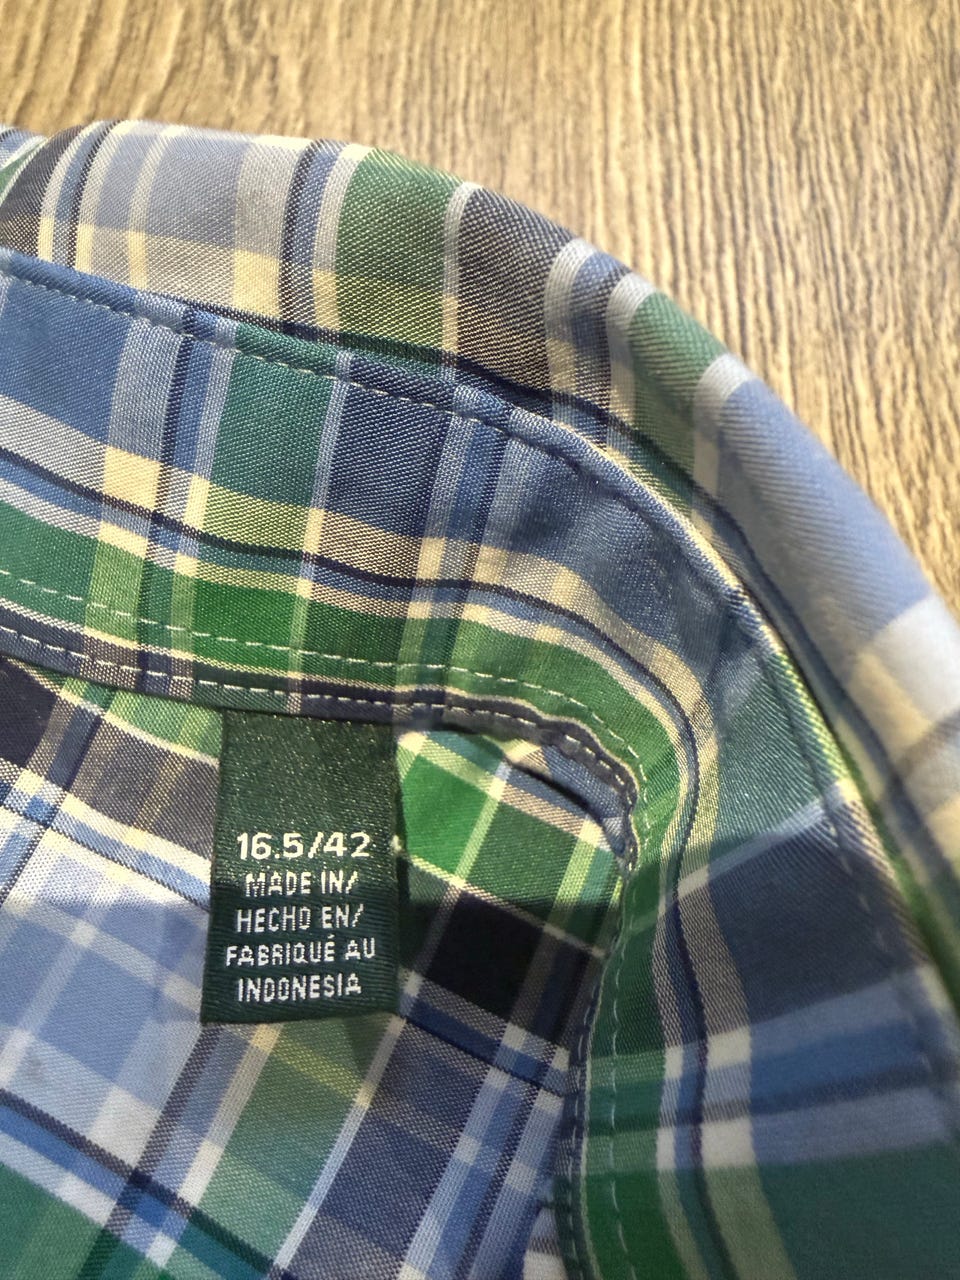 16.5/42
MADE IN/
HECHO EN/
FABRIQUÉ AU
INDONESIA